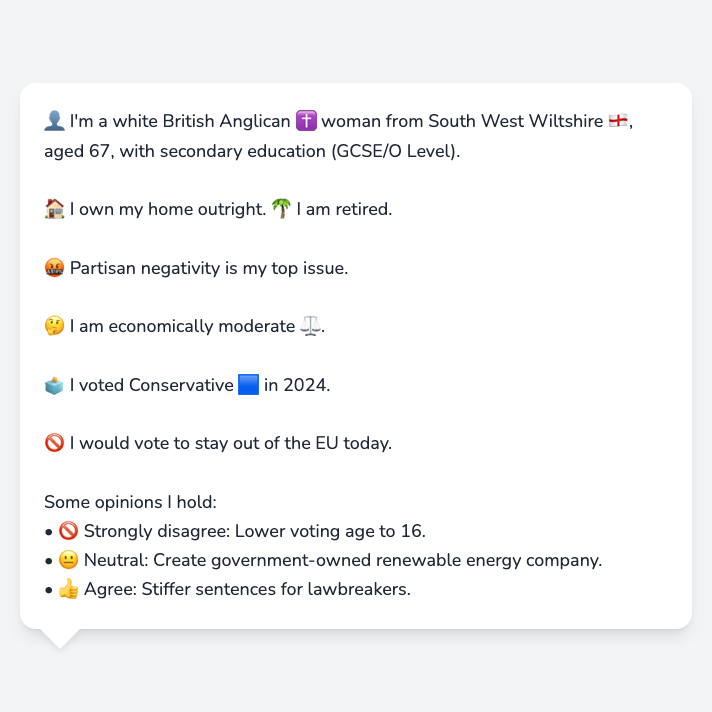 👤 I'm a white British Anglican ✝️ woman from South West Wiltshire 🏴󠁧󠁢󠁥󠁮󠁧󠁿,
aged 67, with secondary education (GCSE/O Level).
🏠 I own my home outright. 🌴 I am retired.
🤬 Partisan negativity is my top issue.
🤔 I am economically moderate ⚖️.
🗳️ I voted Conservative 🟦 in 2024.
🚫 I would vote to stay out of the EU today.
Some opinions I hold:
• 🚫 Strongly disagree: Lower voting age to 16.
• 😐 Neutral: Create government-owned renewable energy company.
• 👍 Agree: Stiffer sentences for lawbreakers.